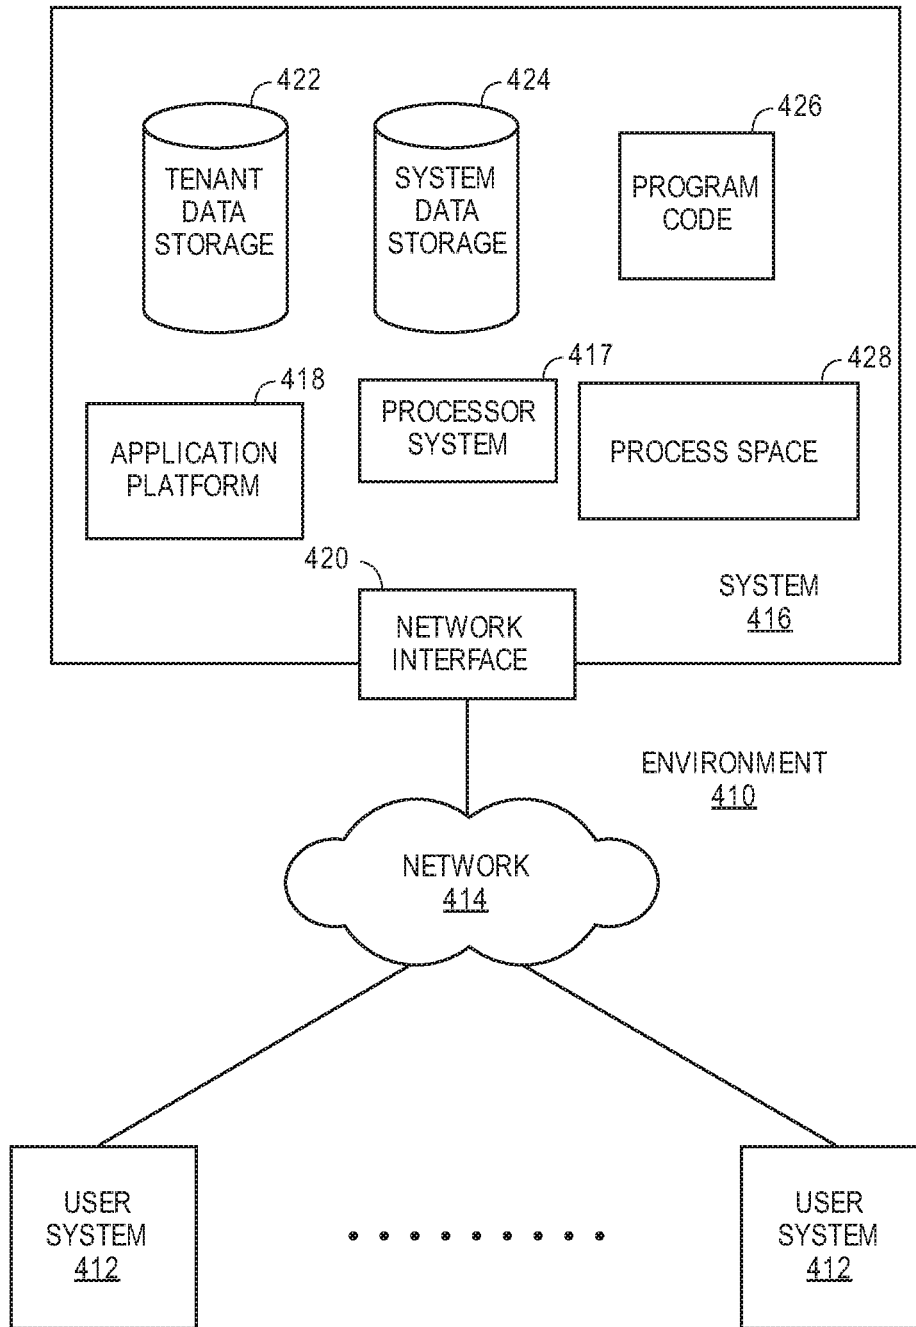 422
424
426
TENANT
DATA
STORAGE
SYSTEM
DATA
STORAGE
PROGRAM
CODE
418
417
428
APPLICATION
PLATFORM
PROCESSOR
SYSTEM
PROCESS SPACE
420
NETWORK
INTERFACE
SYSTEM
416
ENVIRONMENT
410
NETWORK
414
USER
SYSTEM
412
USER
SYSTEM
412